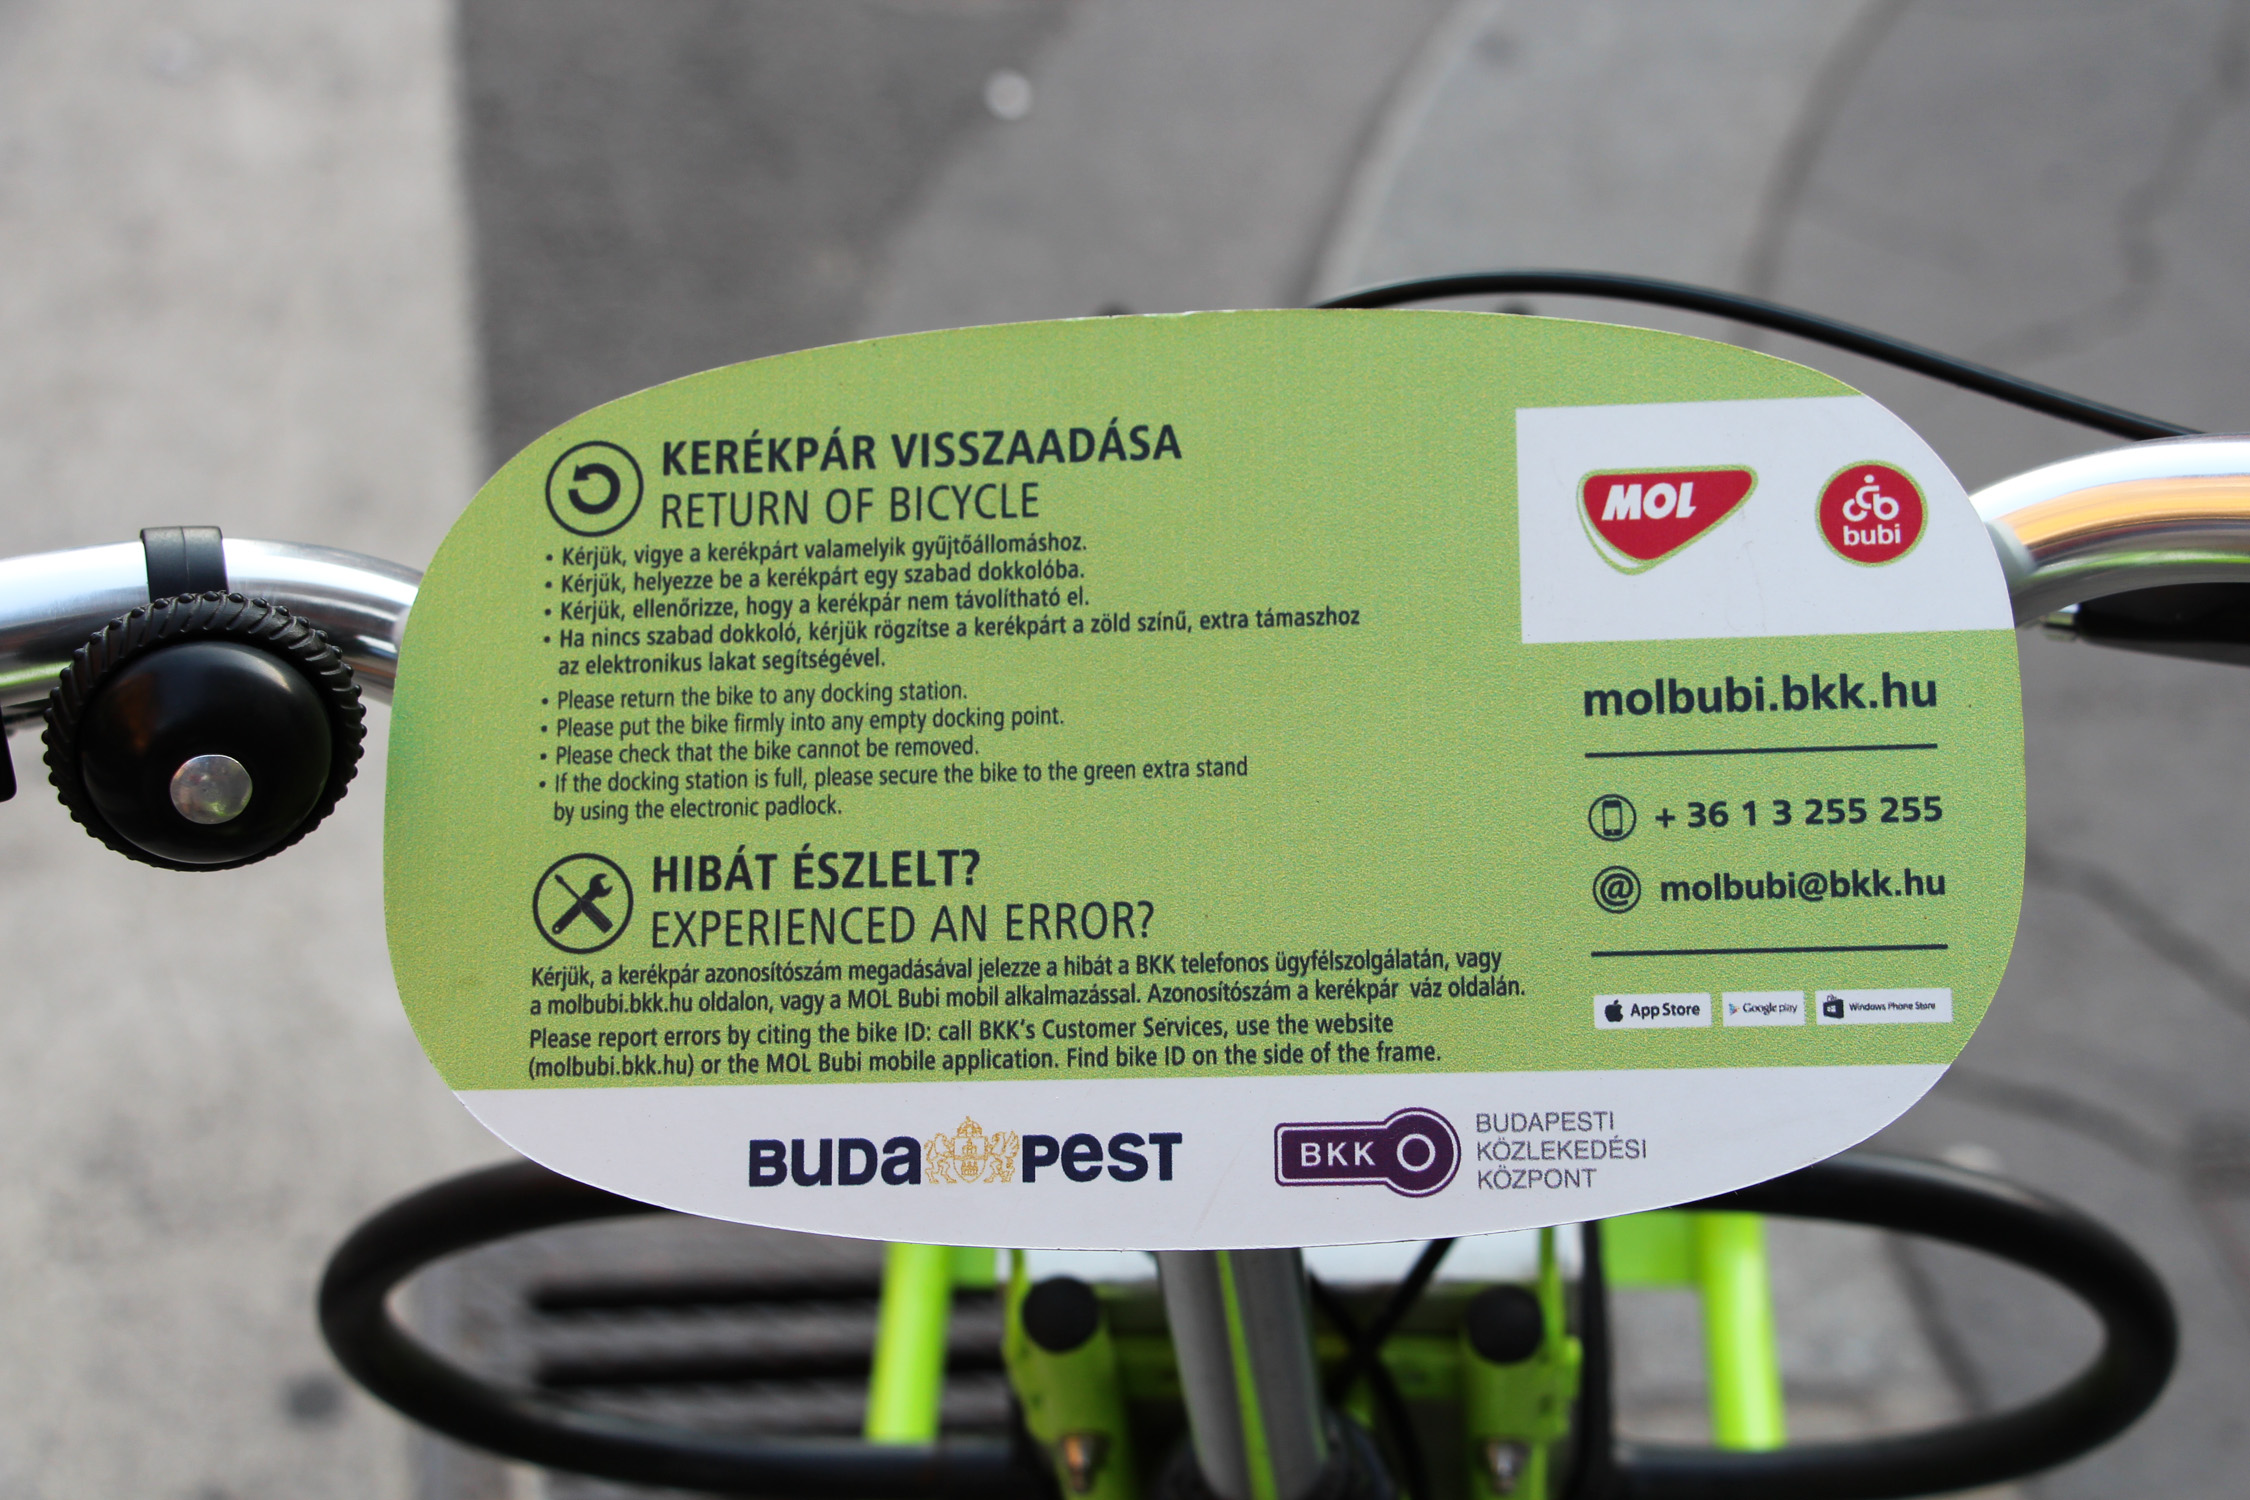 KERÉKPÁR VISSZAADÁSA
RETURN OF BICYCLE
• Kérjük, vigye a kerékpárt valamelyik gyűjtőállomáshoz.
• Kérjük, helyezze be a kerékpárt egy szabad dokkolóba.
• Kérjük, ellenőrizze, hogy a kerékpár nem távolítható el.
• Ha nincs szabad dokkoló, kérjük rögzítse a kerékpárt a zöld színű, extra támaszhoz
az elektronikus lakat segítségével.
• Please return the bike to any docking station.
• Please put the bike firmly into any empty docking point.
• Please check that the bike cannot be removed.
• If the docking station is full, please secure the bike to the green extra stand
by using the electronic padlock.
HIBÁT ÉSZLELT?
EXPERIENCED AN ERROR?
Kérjük, a kerékpár azonosítószám megadásával jelezze a hibát a BKK telefonos ügyfélszolgálatán, vagy
a molbubi.bkk.hu oldalon, vagy a MOL Bubi mobil alkalmazással. Azonosítószám a kerékpár váz oldalán.
Please report errors by citing the bike ID: call BKK's Customer Services, use the website
(molbubi.bkk.hu) or the MOL Bubi mobile application. Find bike ID on the side of the frame.
MOL
bubi
molbubi.bkk.hu
+ 36 1 3 255 255
@ molbubi@bkk.hu
App Store
Google play
Windows Phone Store
BUDAPEST
BKK
BUDAPESTI
KÖZLEKEDÉSI
KÖZPONT